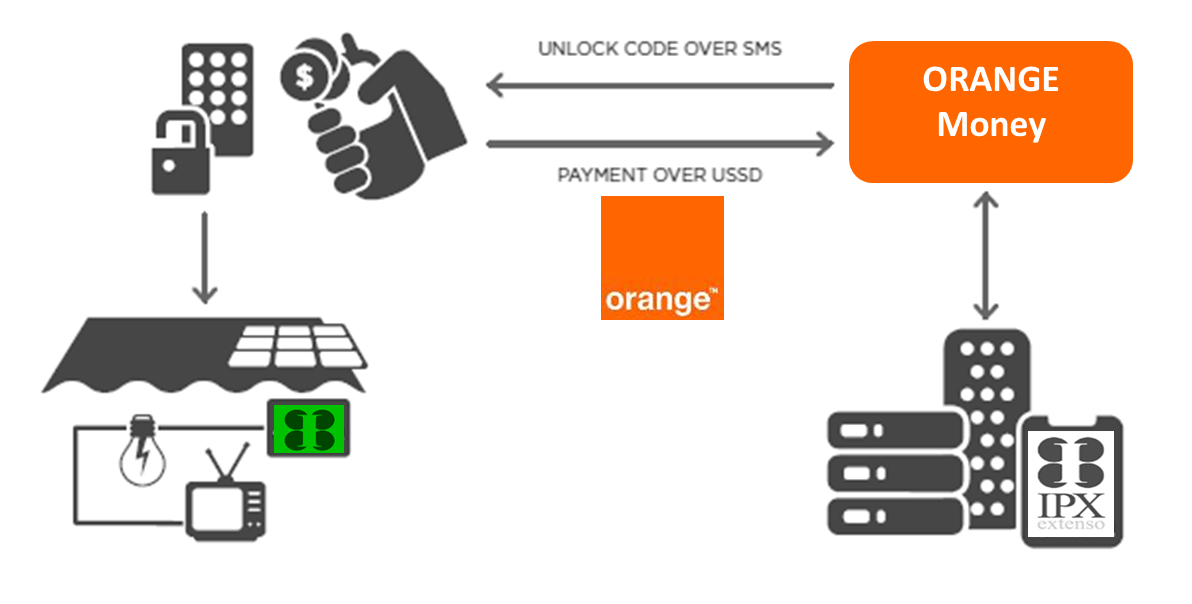 UNLOCK CODE OVER SMS
ORANGE
Money
$
PAYMENT OVER USSD
orange™
IPX
extenso